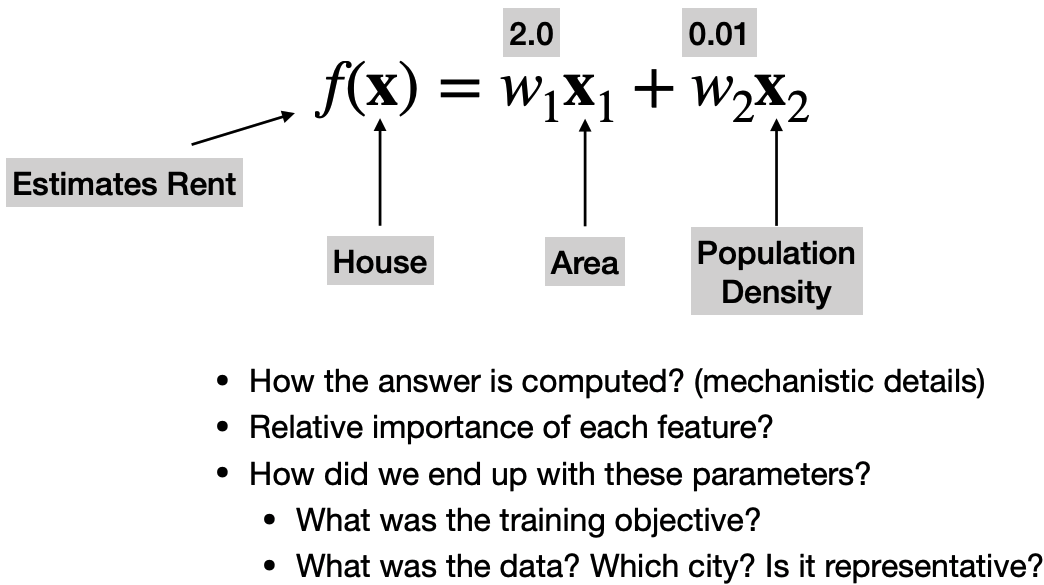 2.0 0.01
f(x) = w₁x₁ + w₂x₂
Estimates Rent
House
Area
Population
Density
• How the answer is computed? (mechanistic details)
• Relative importance of each feature?
• How did we end up with these parameters?
• What was the training objective?
• What was the data? Which city? Is it representative?